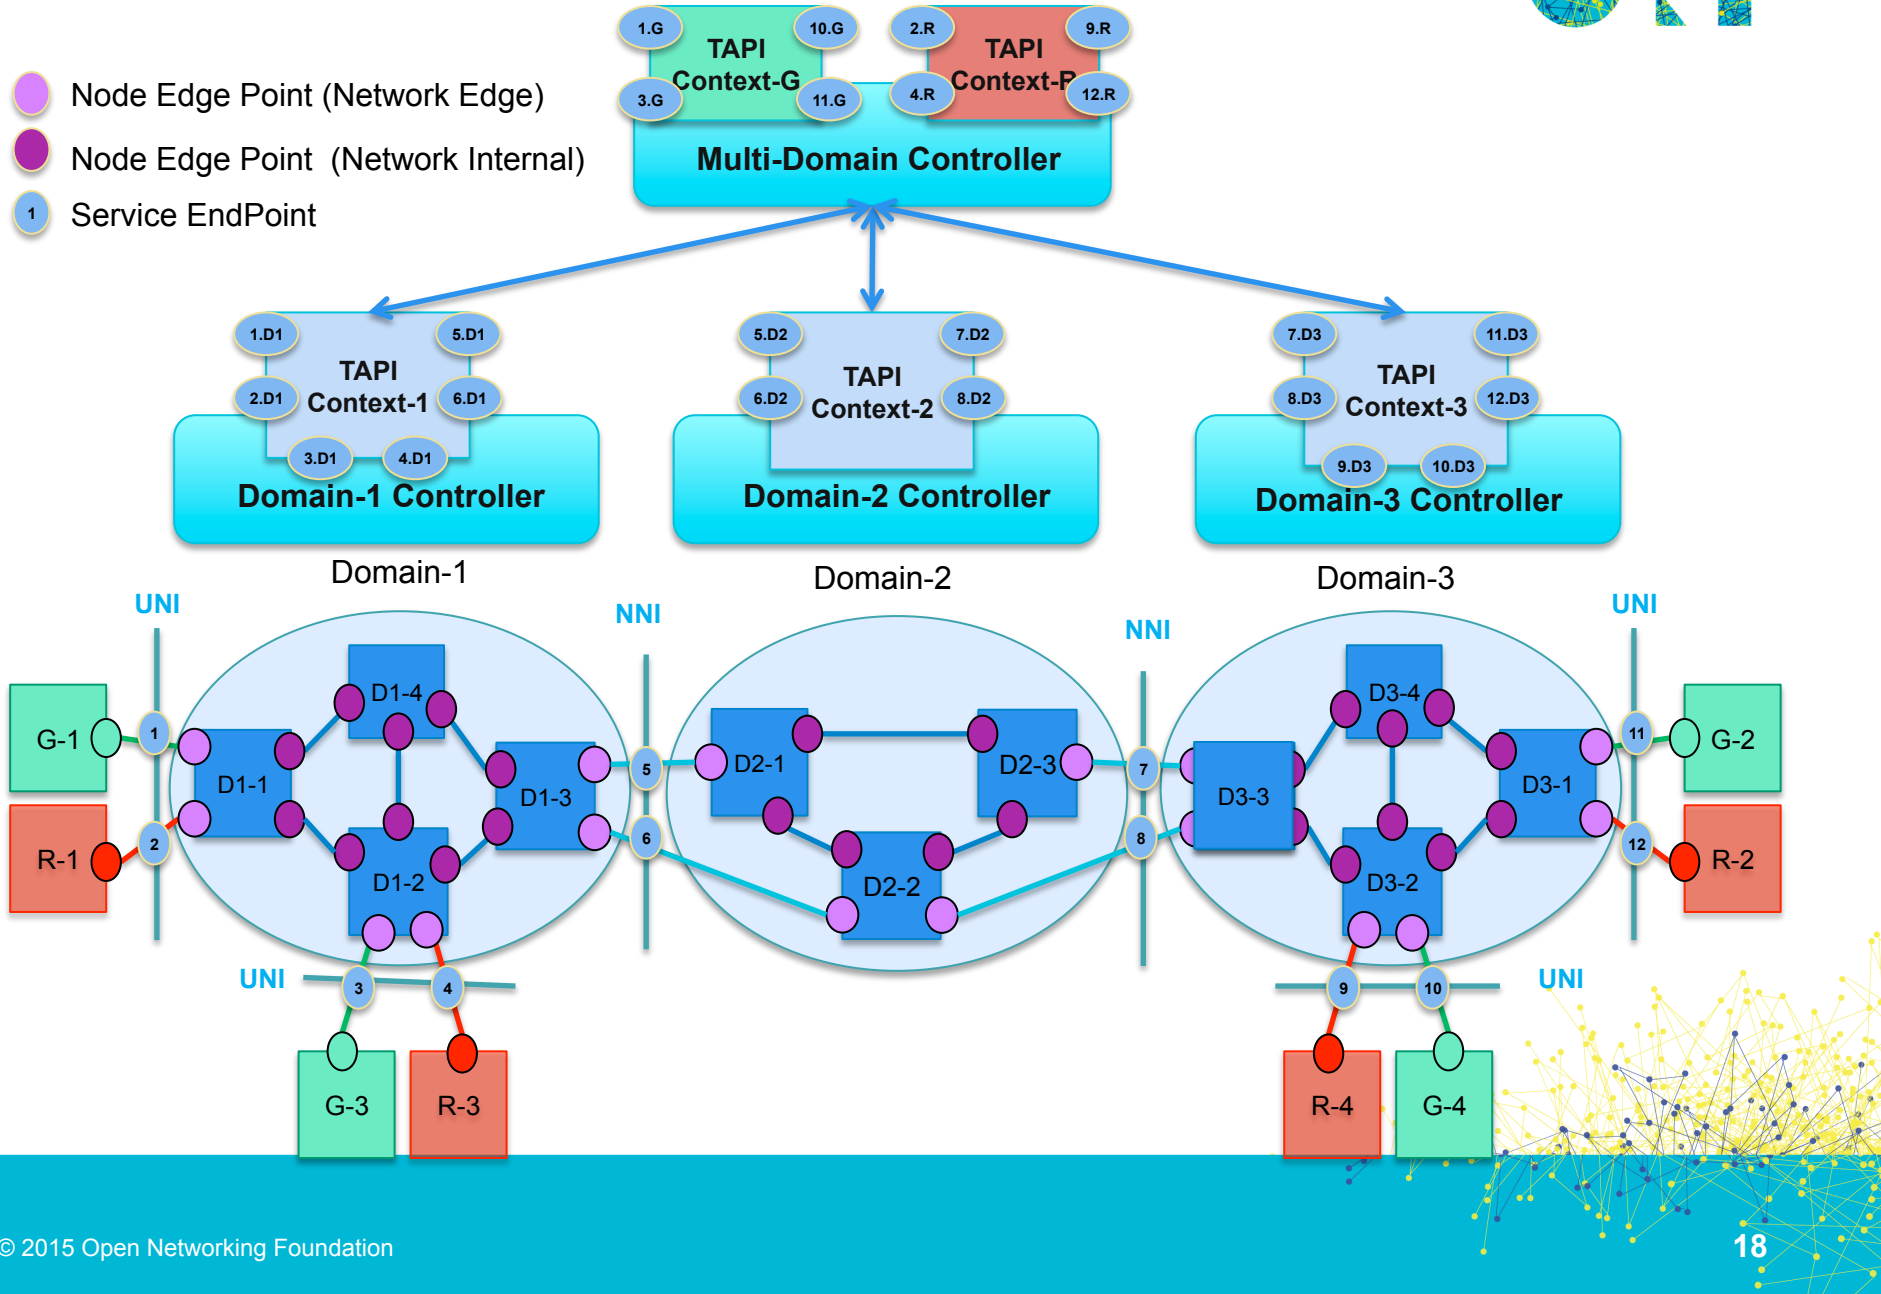 1.G
10.G
2.R
9.R
TAPI
Context-G
TAPI
Context-R
3.G
11.G
4.R
12.R
Multi-Domain Controller
Node Edge Point (Network Edge)
Node Edge Point (Network Internal)
1
Service EndPoint
1.D1
5.D1
TAPI
Context-1
2.D1
6.D1
3.D1
4.D1
Domain-1 Controller
5.D2
7.D2
TAPI
Context-2
6.D2
8.D2
Domain-2 Controller
7.D3
11.D3
TAPI
Context-3
8.D3
12.D3
9.D3
10.D3
Domain-3 Controller
Domain-1
Domain-2
Domain-3
UNI
NNI
NNI
UNI
G-1
1
D1-4
D1-1
D1-3
5
D2-1
D2-3
7
D3-3
D3-4
D3-1
11
G-2
R-1
2
D1-2
6
D2-2
8
D3-2
12
R-2
UNI
3
4
9
10
UNI
G-3
R-3
R-4
G-4
© 2015 Open Networking Foundation
18